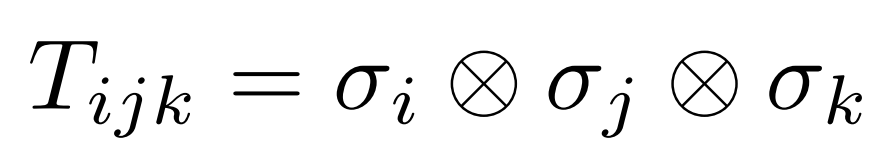 T_{ijk} = σ_i ⊗ σ_j ⊗ σ_k